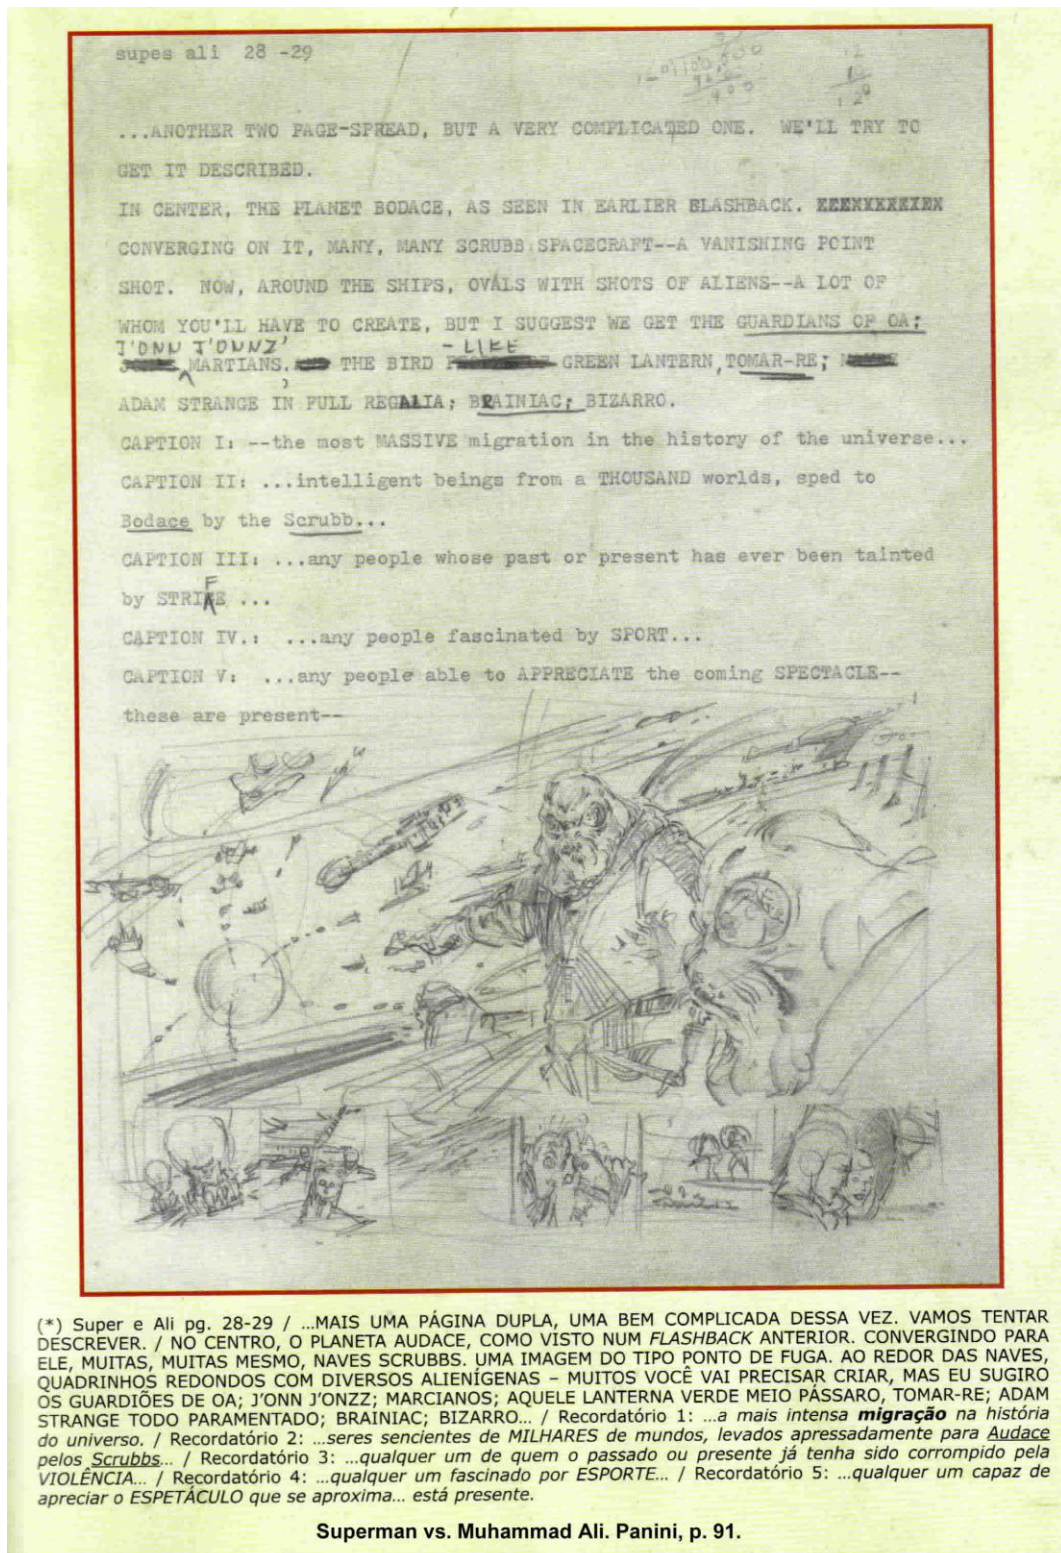 supes ali 28 -29
...ANOTHER TWO PAGE-SPREAD, BUT A VERY COMPLICATED ONE. WE'LL TRY TO
GET IT DESCRIBED.
IN CENTER, THE PLANET BODACE, AS SEEN IN EARLIER BLASHBACK.
CONVERGING ON IT, MANY, MANY SCRUBB SPACECRAFT--A VANISHING POINT
SHOT. NOW, AROUND THE SHIPS, OVALS WITH SHOTS OF ALIENS--A LOT OF
WHOM YOU'LL HAVE TO CREATE, BUT I SUGGEST WE GET THE GUARDIANS OF OA;
J'ONN J'ONNZ' - LIKE
MARTIANS, THE BIRD GREEN LANTERN, TOMAR-RE;
ADAM STRANGE IN FULL REGALIA; BRAINIAC; BIZARRO.
CAPTION I: --the most MASSIVE migration in the history of the universe...
CAPTION II: ...intelligent beings from a THOUSAND worlds, sped to
Bodace by the Scrubb...
CAPTION III: ...any people whose past or present has ever been tainted
by STRIFE ...
CAPTION IV.: ...any people fascinated by SPORT...
CAPTION V: ...any people able to APPRECIATE the coming SPECTACLE--
these are present--
(*) Super e Ali pg. 28-29 / ...MAIS UMA PÁGINA DUPLA, UMA BEM COMPLICADA DESSA VEZ. VAMOS TENTAR
DESCREVER. / NO CENTRO, O PLANETA AUDACE, COMO VISTO NUM FLASHBACK ANTERIOR. CONVERGINDO PARA
ELE, MUITAS, MUITAS MESMO, NAVES SCRUBBS. UMA IMAGEM DO TIPO PONTO DE FUGA. AO REDOR DAS NAVES,
QUADRINHOS REDONDOS COM DIVERSOS ALIENÍGENAS – MUITOS VOCÊ VAI PRECISAR CRIAR, MAS EU SUGIRO
OS GUARDIÕES DE OA; J'ONN J'ONZZ; MARCIANOS; AQUELE LANTERNA VERDE MEIO PÁSSARO, TOMAR-RE; ADAM
STRANGE TODO PARAMENTADO; BRAINIAC; BIZARRO... / Recordatório 1: ...a mais intensa migração na história
do universo. / Recordatório 2: ...seres sencientes de MILHARES de mundos, levados apressadamente para Audace
pelos Scrubbs... / Recordatório 3: ...qualquer um de quem o passado ou presente já tenha sido corrompido pela
VIOLÊNCIA... / Recordatório 4: ...qualquer um fascinado por ESPORTE... / Recordatório 5: ...qualquer um capaz de
apreciar o ESPETÁCULO que se aproxima... está presente.
Superman vs. Muhammad Ali. Panini, p. 91.